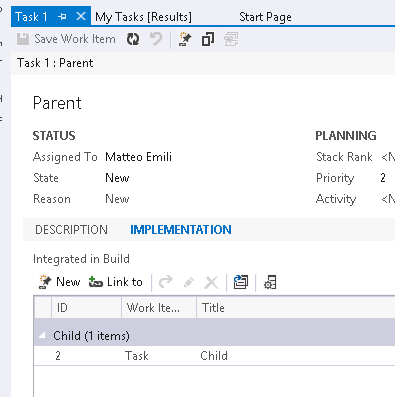 Task 1 My Tasks [Results] Start Page
Save Work Item
Task 1 : Parent
Parent
STATUS PLANNING
Assigned To Matteo Emili Stack Rank <N
State New Priority 2
Reason New Activity <N
DESCRIPTION IMPLEMENTATION
Integrated in Build
New Link to
ID Work Ite... Title
Child (1 items)
2 Task Child